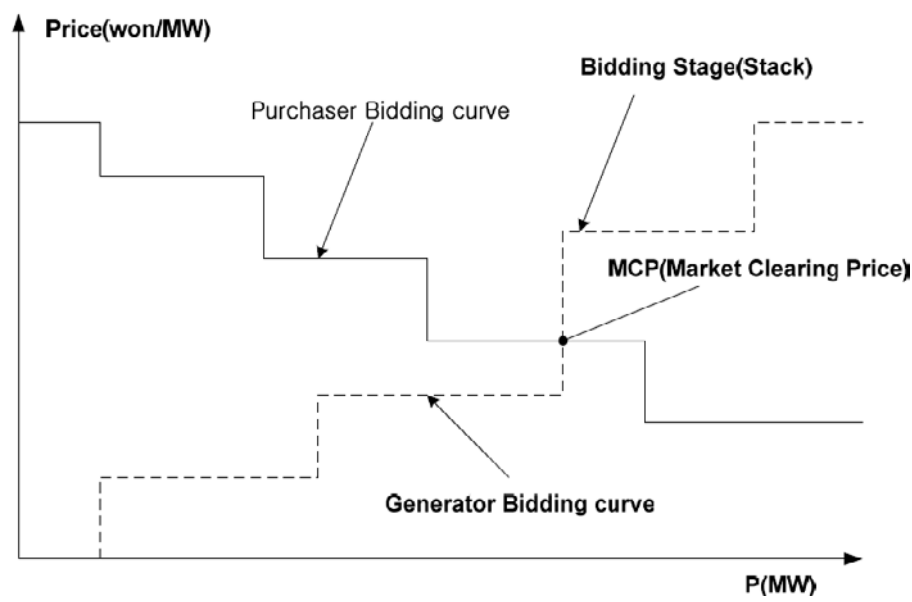 Price(won/MW)
Bidding Stage(Stack)
Purchaser Bidding curve
MCP(Market Clearing Price)
Generator Bidding curve
P(MW)